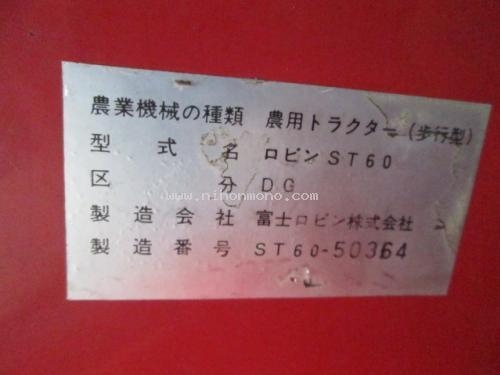 農業機械の種類 農用トラクター(歩行型)
型式名 ロビンST60
区分 DG
www.nihonmono.com
製造会社 富士ロビン株式会社
製造番号 ST60-50364